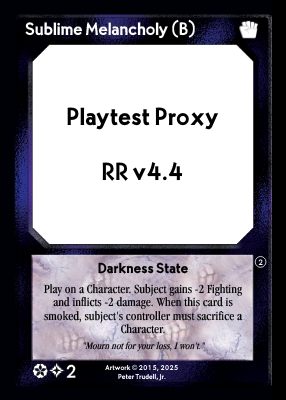 Sublime Melancholy (B)
Playtest Proxy
RR v4.4
2
Darkness State
Play on a Character. Subject gains -2 Fighting
and inflicts -2 damage. When this card is
smoked, subject's controller must sacrifice a
Character.
"Mourn not for your loss, I won't."
2
Artwork © 2015, 2025
Peter Trudell, Jr.